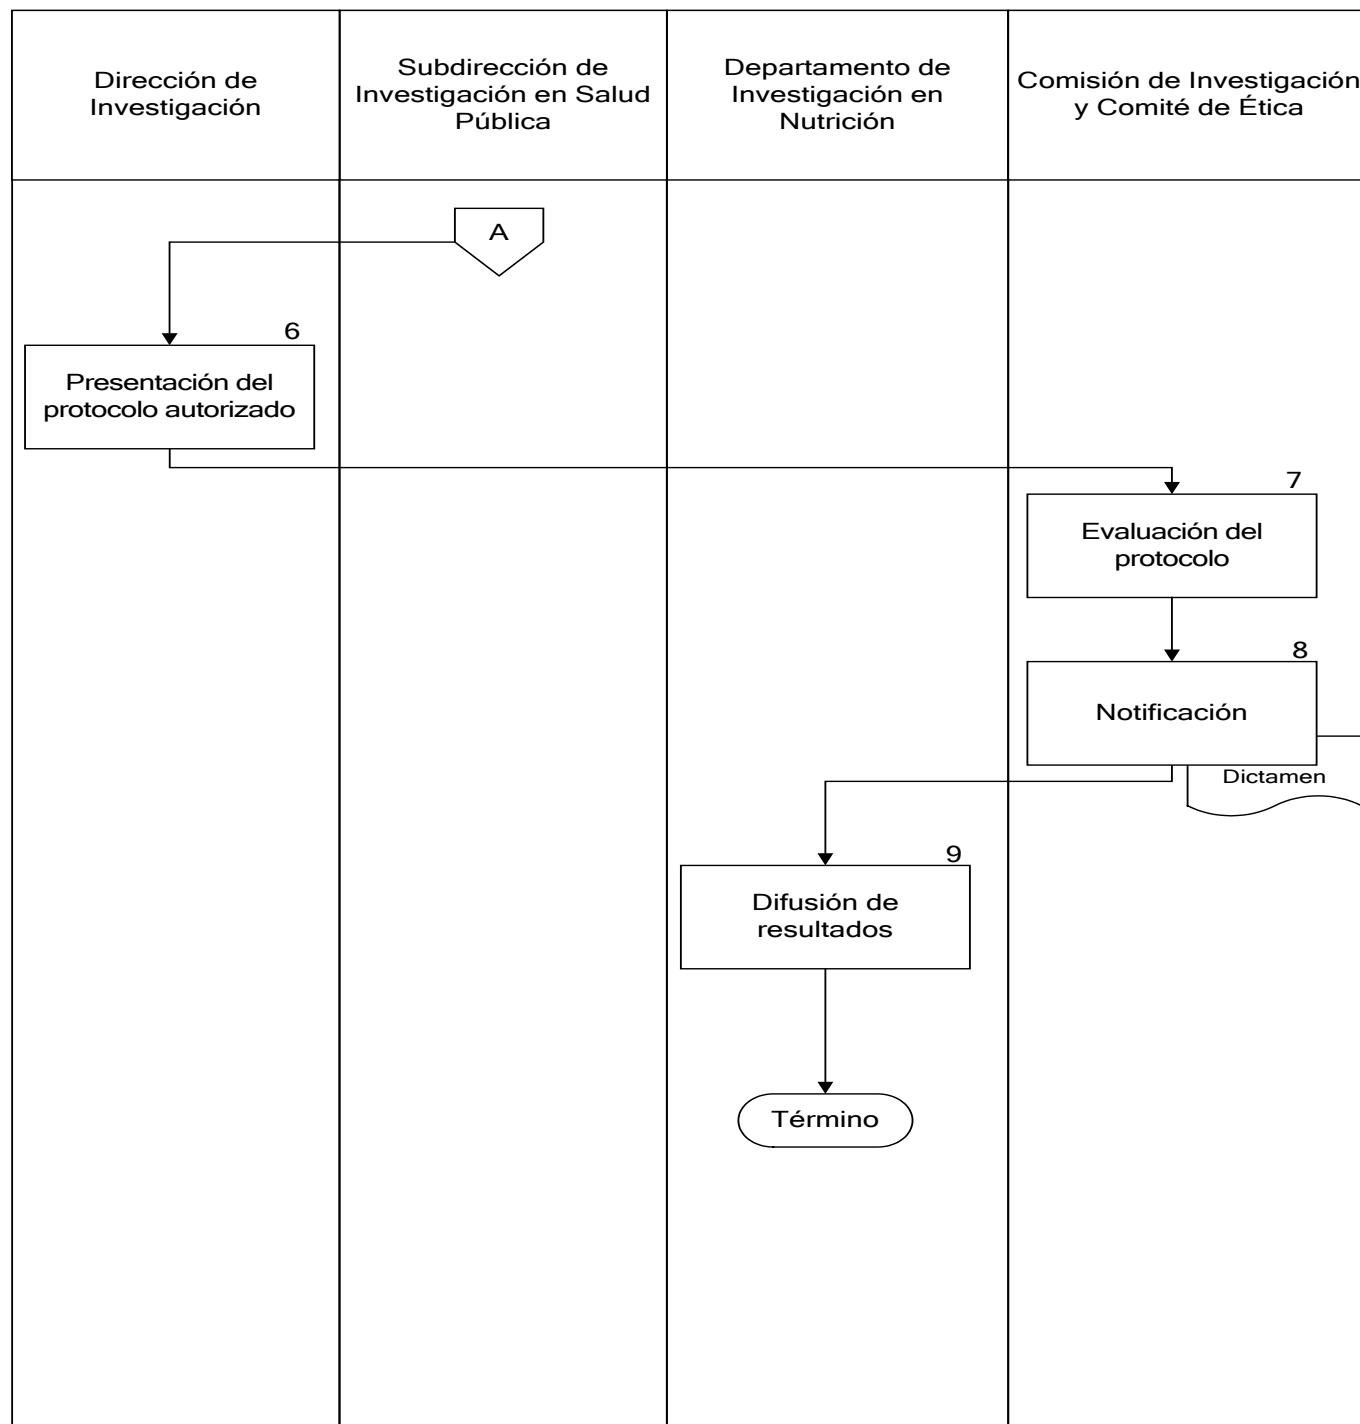 Dirección de
Investigación
Subdirección de
Investigación en Salud
Pública
Departamento de
Investigación en
Nutrición
Comisión de Investigación
y Comité de Ética
A
6
Presentación del
protocolo autorizado
7
Evaluación del
protocolo
8
Notificación
Dictamen
9
Difusión de
resultados
Término